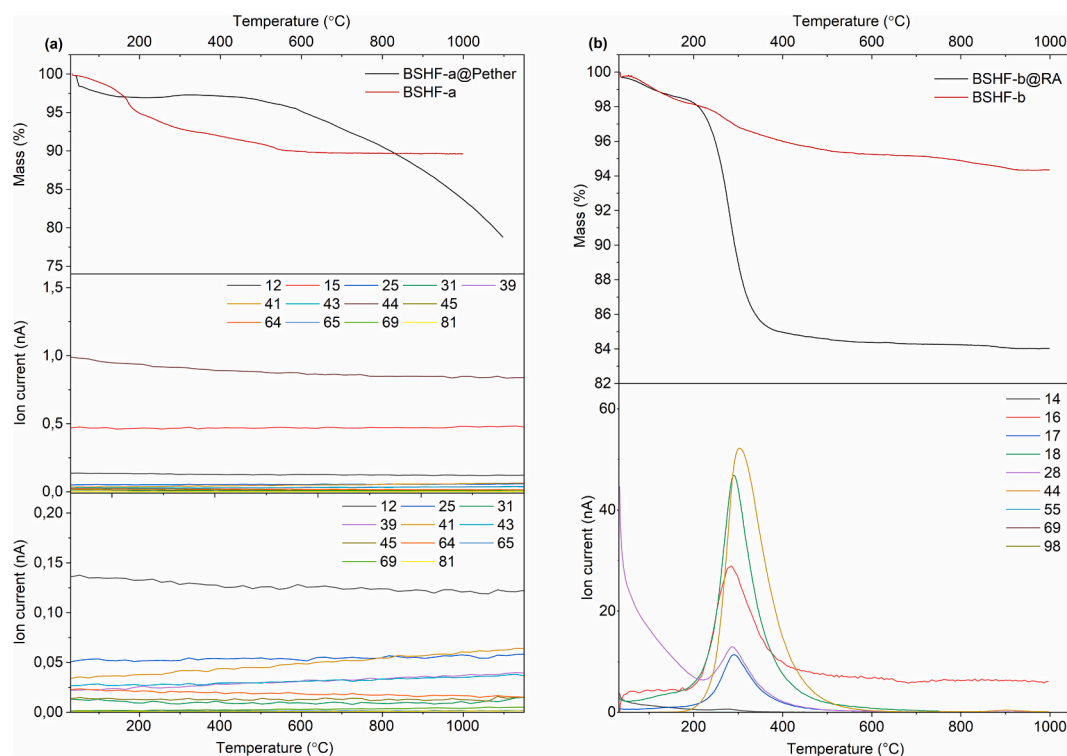 Temperature (°C)
200 400 600 800 1000
(a)
BSHF-a@Pether
BSHF-a
100
95
90
85
80
75
Mass (%)
12 15 25 31 39
41 43 44 45
64 65 69 81
1,5
1,0
0,5
0,0
Ion current (nA)
12 25 31
39 41 43
45 64 65
69 81
0,20
0,15
0,10
0,05
0,00
Ion current (nA)
200 400 600 800 1000
Temperature (°C)
Temperature (°C)
0 200 400 600 800 1000
(b)
BSHF-b@RA
BSHF-b
100
98
96
94
92
90
88
86
84
82
Mass (%)
14
16
17
18
28
44
55
69
98
60
40
20
0
Ion current (nA)
200 400 600 800 1000
Temperature (°C)